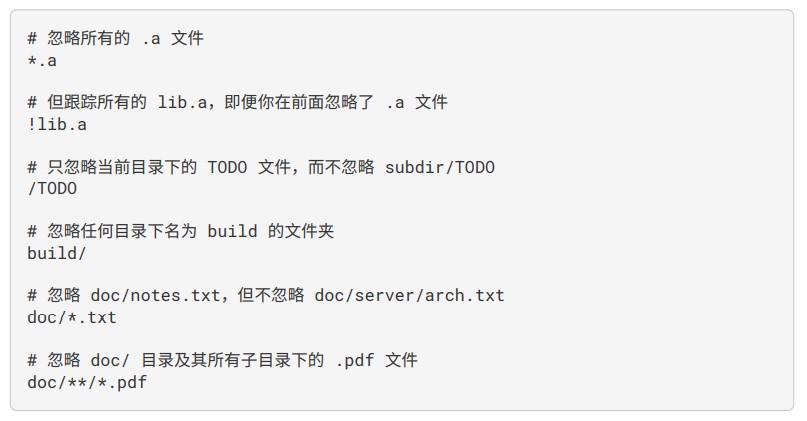 # 忽略所有的 .a 文件
*.a
# 但跟踪所有的 lib.a，即便你在前面忽略了 .a 文件
!lib.a
# 只忽略当前目录下的 TODO 文件，而不忽略 subdir/TODO
/TODO
# 忽略任何目录下名为 build 的文件夹
build/
# 忽略 doc/notes.txt，但不忽略 doc/server/arch.txt
doc/*.txt
# 忽略 doc/ 目录及其所有子目录下的 .pdf 文件
doc/**/*.pdf